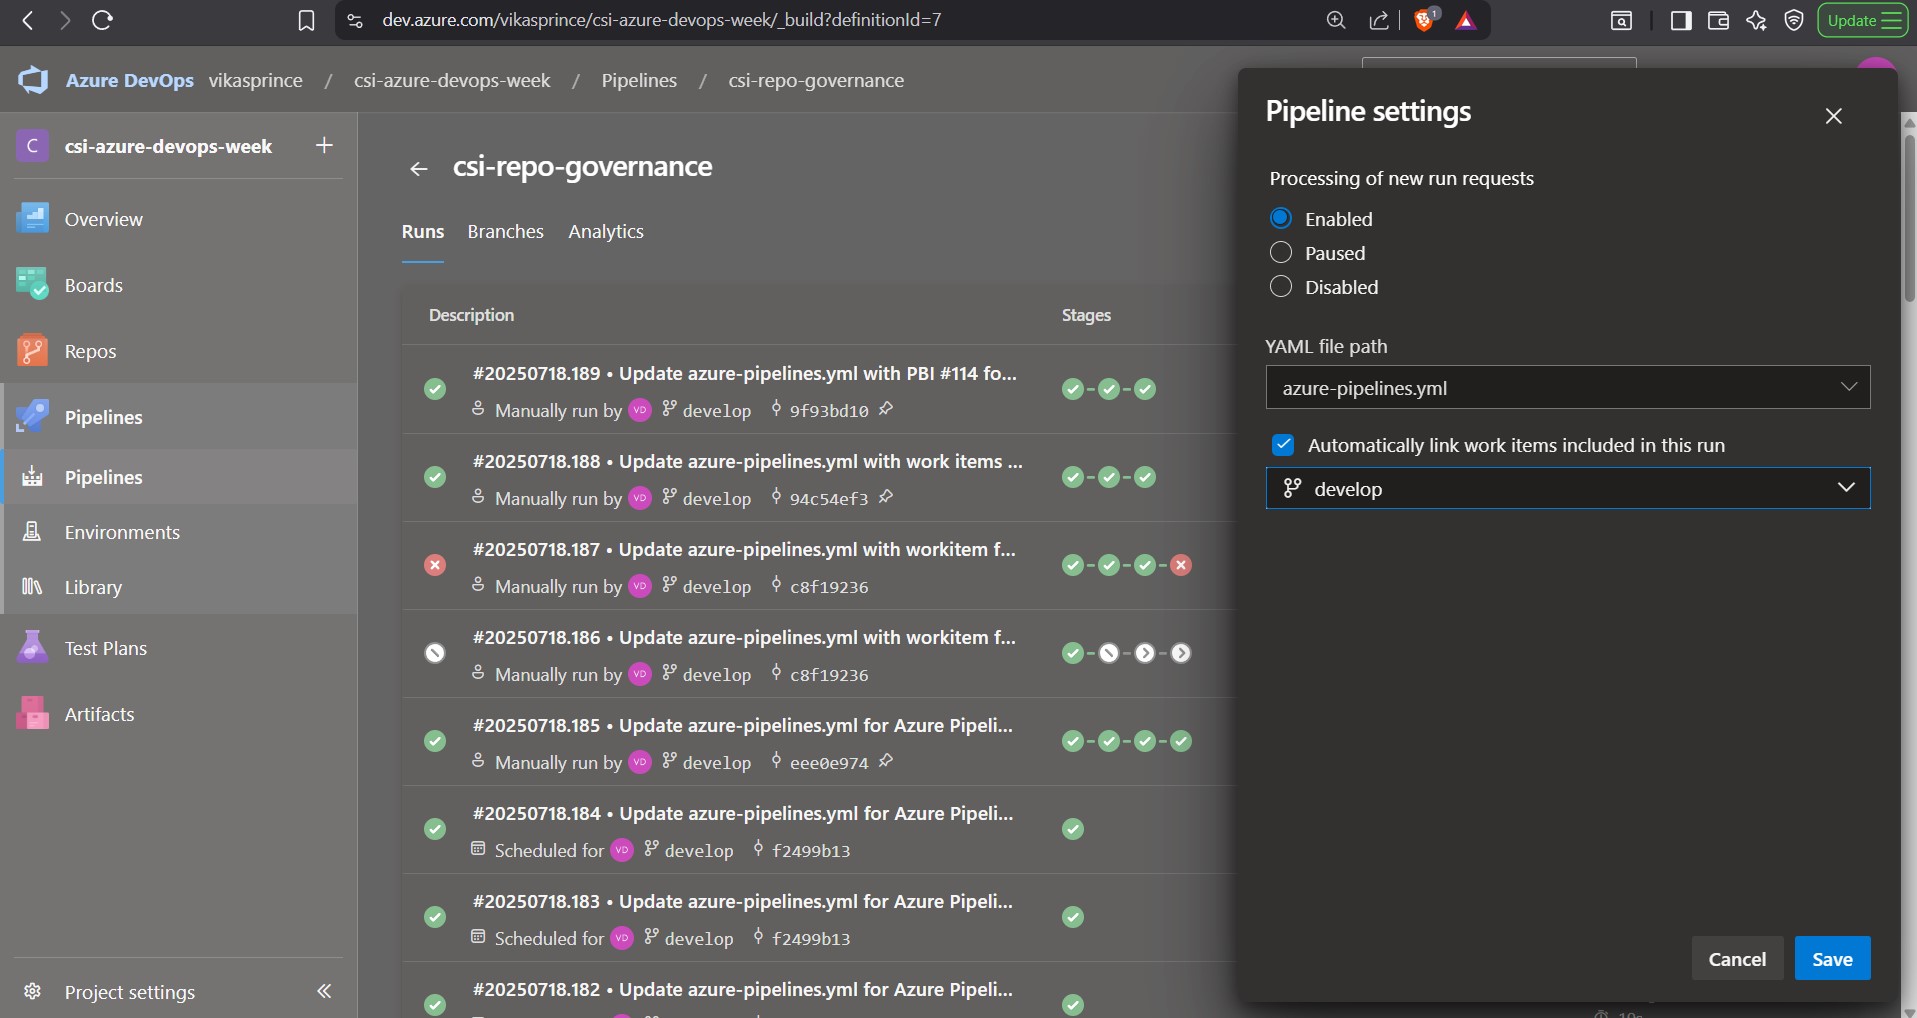 dev.azure.com/vikasprince/csi-azure-devops-week/_build?definitionId=7
1
Update
Azure DevOps vikasprince / csi-azure-devops-week / Pipelines / csi-repo-governance
C csi-azure-devops-week
Overview
Boards
Repos
Pipelines
Pipelines
Environments
Library
Test Plans
Artifacts
Project settings
csi-repo-governance
Runs Branches Analytics
Description Stages
#20250718.189 • Update azure-pipelines.yml with PBI #114 fo...
Manually run by VD develop 9f93bd10
#20250718.188 • Update azure-pipelines.yml with work items ...
Manually run by VD develop 94c54ef3
#20250718.187 • Update azure-pipelines.yml with workitem f...
Manually run by VD develop c8f19236
#20250718.186 • Update azure-pipelines.yml with workitem f...
Manually run by VD develop c8f19236
#20250718.185 • Update azure-pipelines.yml for Azure Pipeli...
Manually run by VD develop eee0e974
#20250718.184 • Update azure-pipelines.yml for Azure Pipeli...
Scheduled for VD develop f2499b13
#20250718.183 • Update azure-pipelines.yml for Azure Pipeli...
Scheduled for VD develop f2499b13
#20250718.182 • Update azure-pipelines.yml for Azure Pipeli...
Pipeline settings
Processing of new run requests
Enabled
Paused
Disabled
YAML file path
azure-pipelines.yml
Automatically link work items included in this run
develop
Cancel Save